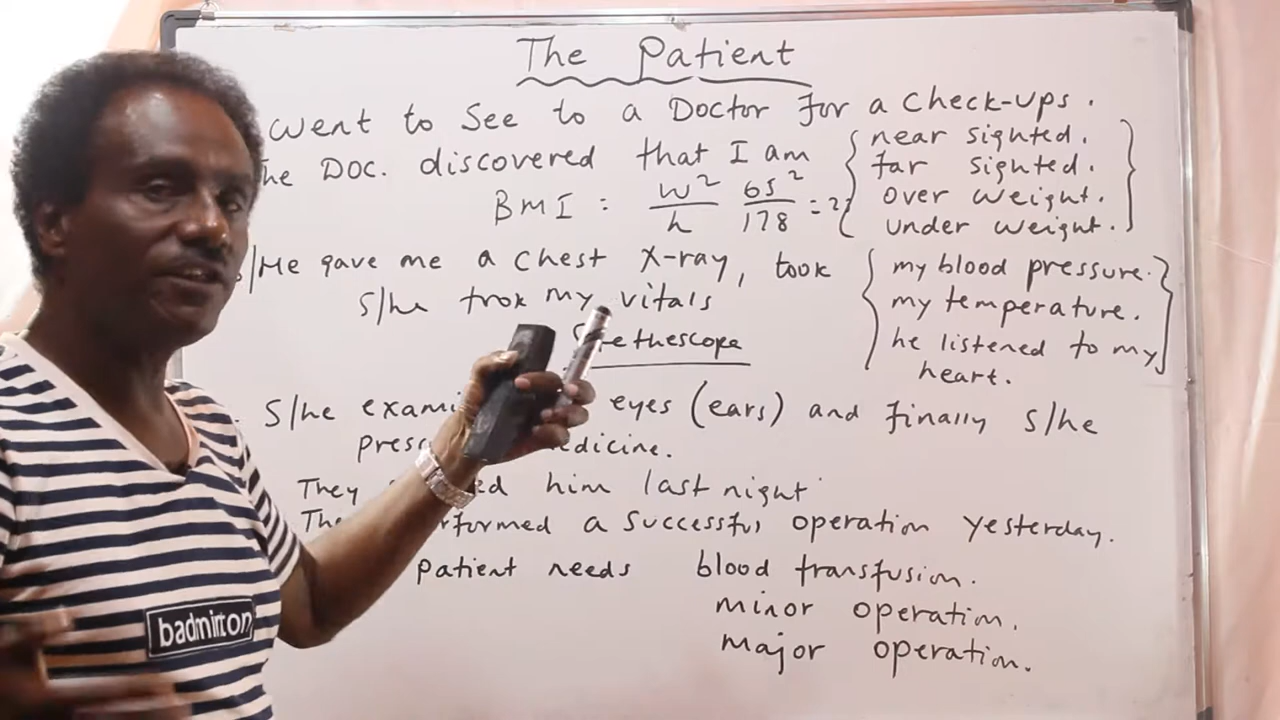 The Patient
went to see to a Doctor for a check-ups.
he Doc. discovered that I am
near sighted.
far sighted.
over weight.
under weight.
BMI : w² / h 65² / 178 = 2
/He gave me a chest X-ray, took
my blood pressure.
my temperature.
he listened to my
heart.
s/he trok my vitals
tethescope
S/he exami eyes (ears) and finally s/he
presc edicine.
They ed him last night
The rformed a successful operation yesterday.
patient needs blood transfusion.
minor operation.
major operation.
badminton